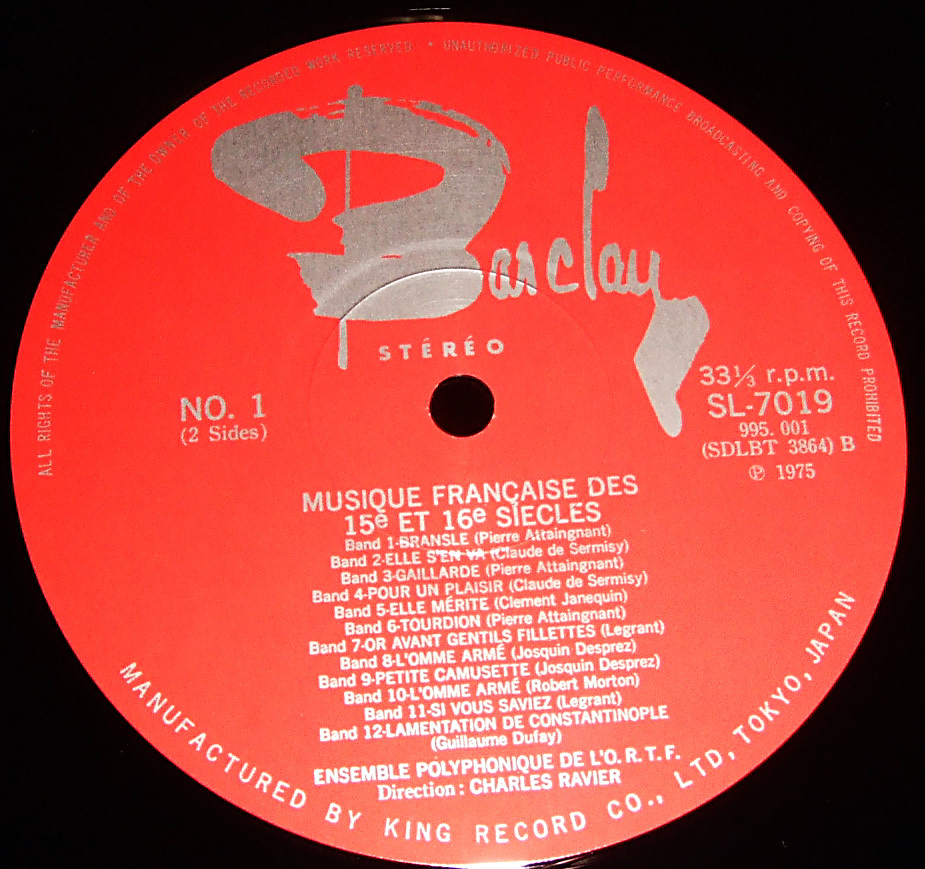 ALL RIGHTS OF THE MANUFACTURER AND OF THE OWNER OF THE RECORDED WORK RESERVED • UNAUTHORIZED PUBLIC PERFORMANCE BROADCASTING AND COPYING OF THIS RECORD PROHIBITED
Barclay
STÉRÉO
NO. 1
(2 Sides)
33⅓ r.p.m.
SL-7019
995. 001
(SDLBT 3864) B
℗ 1975
MUSIQUE FRANÇAISE DES
15e ET 16e SIECLES
Band 1-BRANSLE (Pierre Attaingnant)
Band 2-ELLE S'EN VA (Claude de Sermisy)
Band 3-GAILLARDE (Pierre Attaingnant)
Band 4-POUR UN PLAISIR (Claude de Sermisy)
Band 5-ELLE MÉRITE (Clement Janequin)
Band 6-TOURDION (Pierre Attaingnant)
Band 7-OR AVANT GENTILS FILLETTES (Legrant)
Band 8-L'OMME ARMÉ (Josquin Desprez)
Band 9-PETITE CAMUSETTE (Josquin Desprez)
Band 10-L'OMME ARMÉ (Robert Morton)
Band 11-SI VOUS SAVIEZ (Legrant)
Band 12-LAMENTATION DE CONSTANTINOPLE
(Guillaume Dufay)
ENSEMBLE POLYPHONIQUE DE L'O. R. T. F.
Direction : CHARLES RAVIER
MANUFACTURED BY KING RECORD CO., LTD, TOKYO, JAPAN